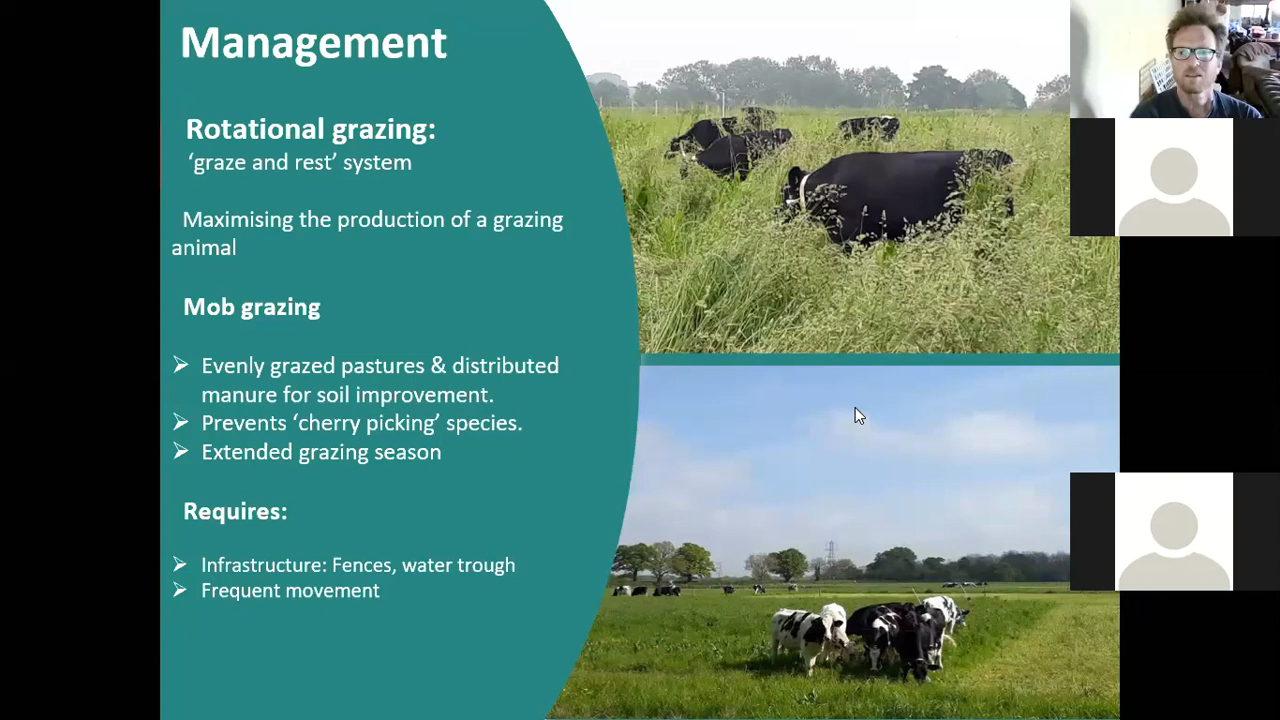 Management
Rotational grazing:
‘graze and rest’ system
Maximising the production of a grazing
animal
Mob grazing
➢ Evenly grazed pastures & distributed
manure for soil improvement.
➢ Prevents ‘cherry picking’ species.
➢ Extended grazing season
Requires:
➢ Infrastructure: Fences, water trough
➢ Frequent movement